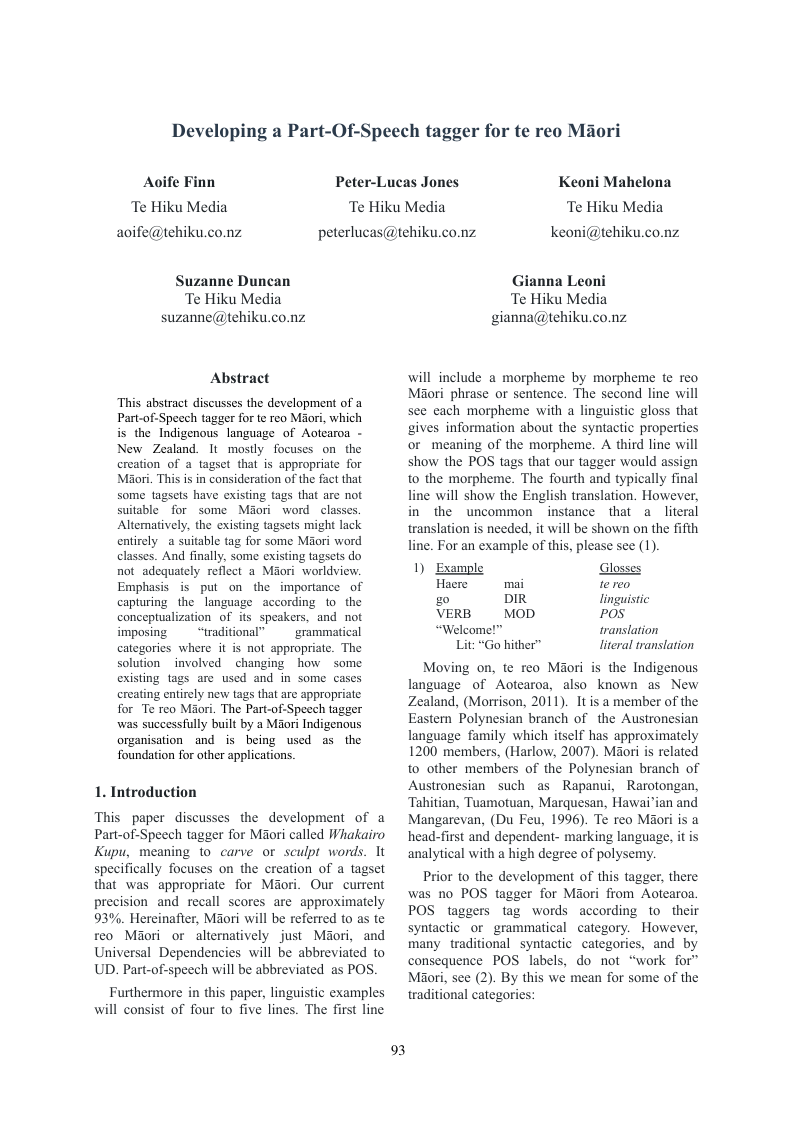 Developing a Part-Of-Speech tagger for te reo Māori
Aoife Finn
Te Hiku Media
aoife@tehiku.co.nz
Peter-Lucas Jones
Te Hiku Media
peterlucas@tehiku.co.nz
Keoni Mahelona
Te Hiku Media
keoni@tehiku.co.nz
Suzanne Duncan
Te Hiku Media
suzanne@tehiku.co.nz
Gianna Leoni
Te Hiku Media
gianna@tehiku.co.nz
Abstract
This abstract discusses the development of a
Part-of-Speech tagger for te reo Māori, which
is the Indigenous language of Aotearoa -
New Zealand. It mostly focuses on the
creation of a tagset that is appropriate for
Māori. This is in consideration of the fact that
some tagsets have existing tags that are not
suitable for some Māori word classes.
Alternatively, the existing tagsets might lack
entirely a suitable tag for some Māori word
classes. And finally, some existing tagsets do
not adequately reflect a Māori worldview.
Emphasis is put on the importance of
capturing the language according to the
conceptualization of its speakers, and not
imposing “traditional” grammatical
categories where it is not appropriate. The
solution involved changing how some
existing tags are used and in some cases
creating entirely new tags that are appropriate
for Te reo Māori. The Part-of-Speech tagger
was successfully built by a Māori Indigenous
organisation and is being used as the
foundation for other applications.
1. Introduction
This paper discusses the development of a
Part-of-Speech tagger for Māori called Whakairo
Kupu, meaning to carve or sculpt words. It
specifically focuses on the creation of a tagset
that was appropriate for Māori. Our current
precision and recall scores are approximately
93%. Hereinafter, Māori will be referred to as te
reo Māori or alternatively just Māori, and
Universal Dependencies will be abbreviated to
UD. Part-of-speech will be abbreviated as POS.
Furthermore in this paper, linguistic examples
will consist of four to five lines. The first line
will include a morpheme by morpheme te reo
Māori phrase or sentence. The second line will
see each morpheme with a linguistic gloss that
gives information about the syntactic properties
or meaning of the morpheme. A third line will
show the POS tags that our tagger would assign
to the morpheme. The fourth and typically final
line will show the English translation. However,
in the uncommon instance that a literal
translation is needed, it will be shown on the fifth
line. For an example of this, please see (1).
1) Example Glosses
Haere mai te reo
go DIR linguistic
VERB MOD POS
“Welcome!” translation
Lit: “Go hither” literal translation
Moving on, te reo Māori is the Indigenous
language of Aotearoa, also known as New
Zealand, (Morrison, 2011). It is a member of the
Eastern Polynesian branch of the Austronesian
language family which itself has approximately
1200 members, (Harlow, 2007). Māori is related
to other members of the Polynesian branch of
Austronesian such as Rapanui, Rarotongan,
Tahitian, Tuamotuan, Marquesan, Hawai’ian and
Mangarevan, (Du Feu, 1996). Te reo Māori is a
head-first and dependent- marking language, it is
analytical with a high degree of polysemy.
Prior to the development of this tagger, there
was no POS tagger for Māori from Aotearoa.
POS taggers tag words according to their
syntactic or grammatical category. However,
many traditional syntactic categories, and by
consequence POS labels, do not “work for”
Māori, see (2). By this we mean for some of the
traditional categories:
93